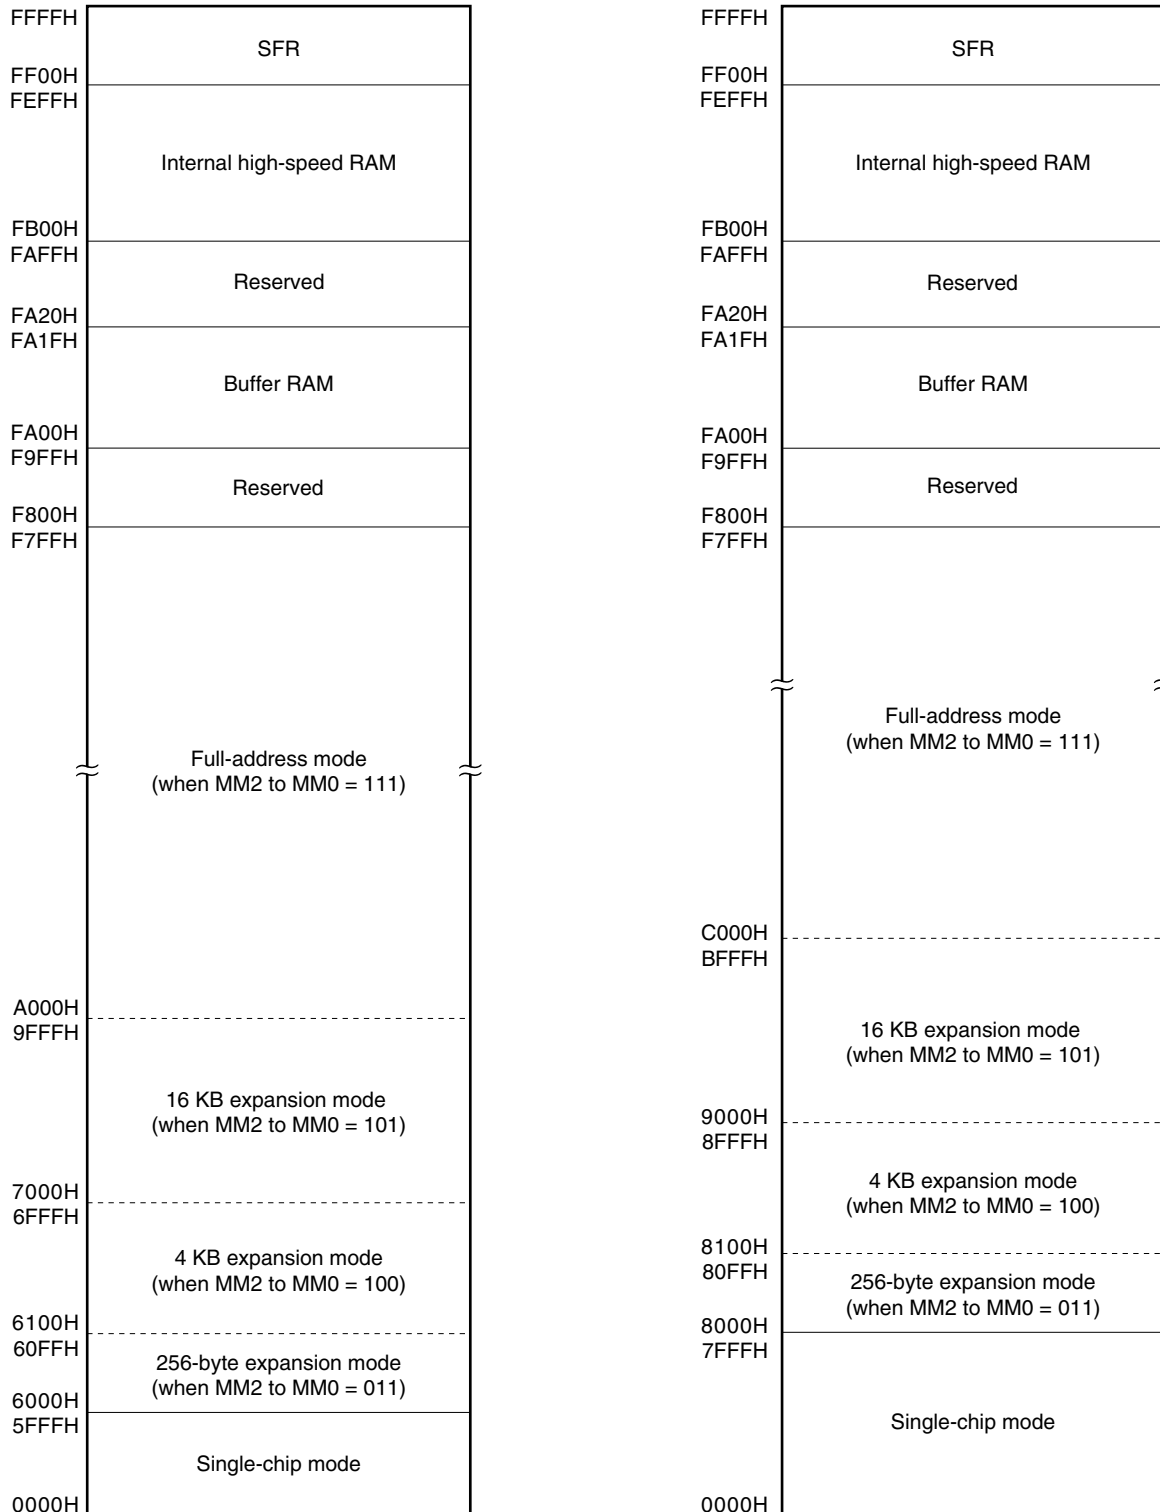 FFFFH
SFR
FF00H
FEFFH
Internal high-speed RAM
FB00H
FAFFH
Reserved
FA20H
FA1FH
Buffer RAM
FA00H
F9FFH
Reserved
F800H
F7FFH
Full-address mode
(when MM2 to MM0 = 111)
A000H
9FFFH
16 KB expansion mode
(when MM2 to MM0 = 101)
7000H
6FFFH
4 KB expansion mode
(when MM2 to MM0 = 100)
6100H
60FFH
256-byte expansion mode
(when MM2 to MM0 = 011)
6000H
5FFFH
Single-chip mode
0000H
FFFFH
SFR
FF00H
FEFFH
Internal high-speed RAM
FB00H
FAFFH
Reserved
FA20H
FA1FH
Buffer RAM
FA00H
F9FFH
Reserved
F800H
F7FFH
Full-address mode
(when MM2 to MM0 = 111)
C000H
BFFFH
16 KB expansion mode
(when MM2 to MM0 = 101)
9000H
8FFFH
4 KB expansion mode
(when MM2 to MM0 = 100)
8100H
80FFH
256-byte expansion mode
(when MM2 to MM0 = 011)
8000H
7FFFH
Single-chip mode
0000H